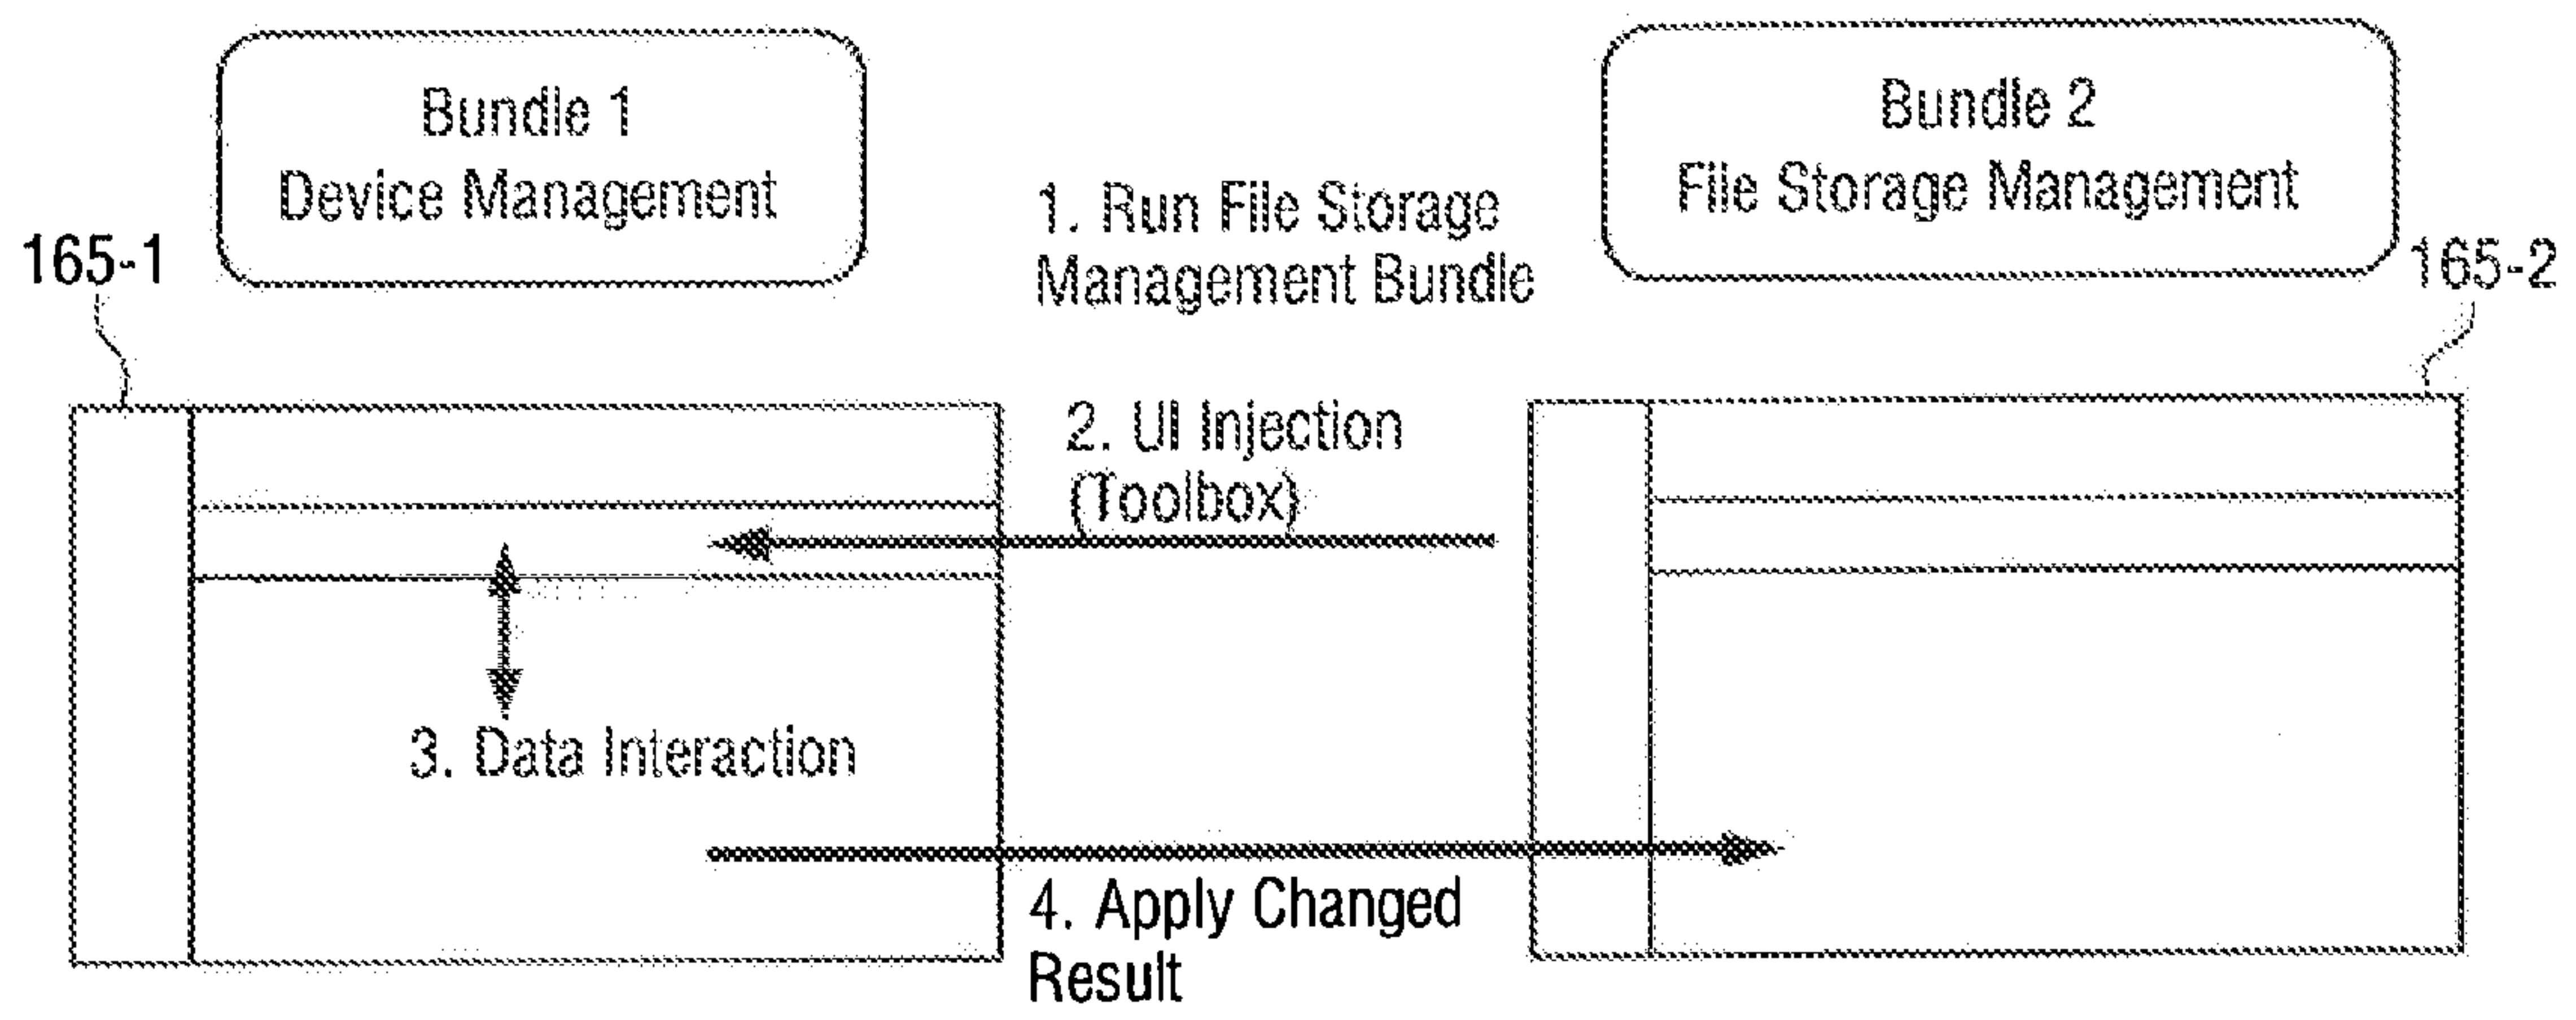 Bundle 1
Device Management
165-1
1. Run File Storage
Management Bundle
Bundle 2
File Storage Management
165-2
2. UI Injection
(Toolbox)
3. Data Interaction
4. Apply Changed
Result